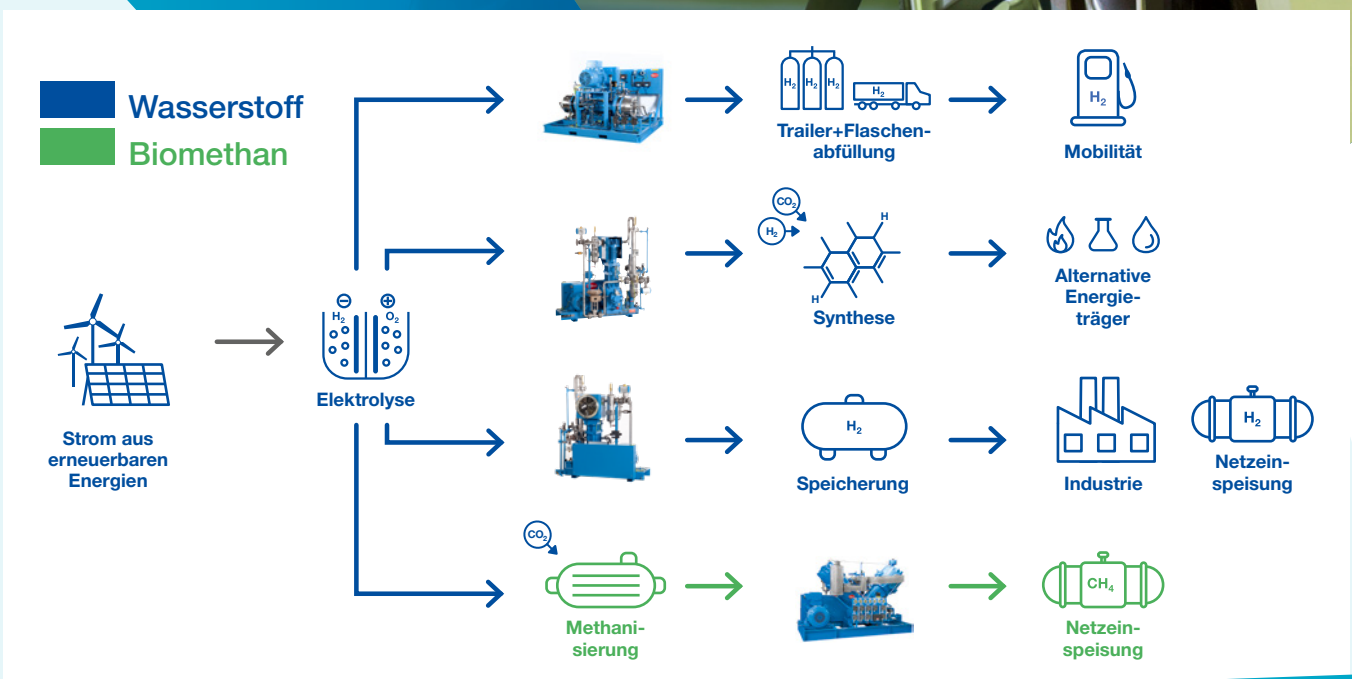 Wasserstoff
Biomethan
H₂ H₂ H₂
H₂
Trailer+Flaschen-
abfüllung
H₂
Mobilität
CO₂
H₂
H
H
Synthese
Alternative
Energie-
träger
Strom aus
erneuerbaren
Energien
H₂
O₂
Elektrolyse
H₂
Speicherung
Industrie
H₂
Netzein-
speisung
CO₂
Methani-
sierung
CH₄
Netzein-
speisung